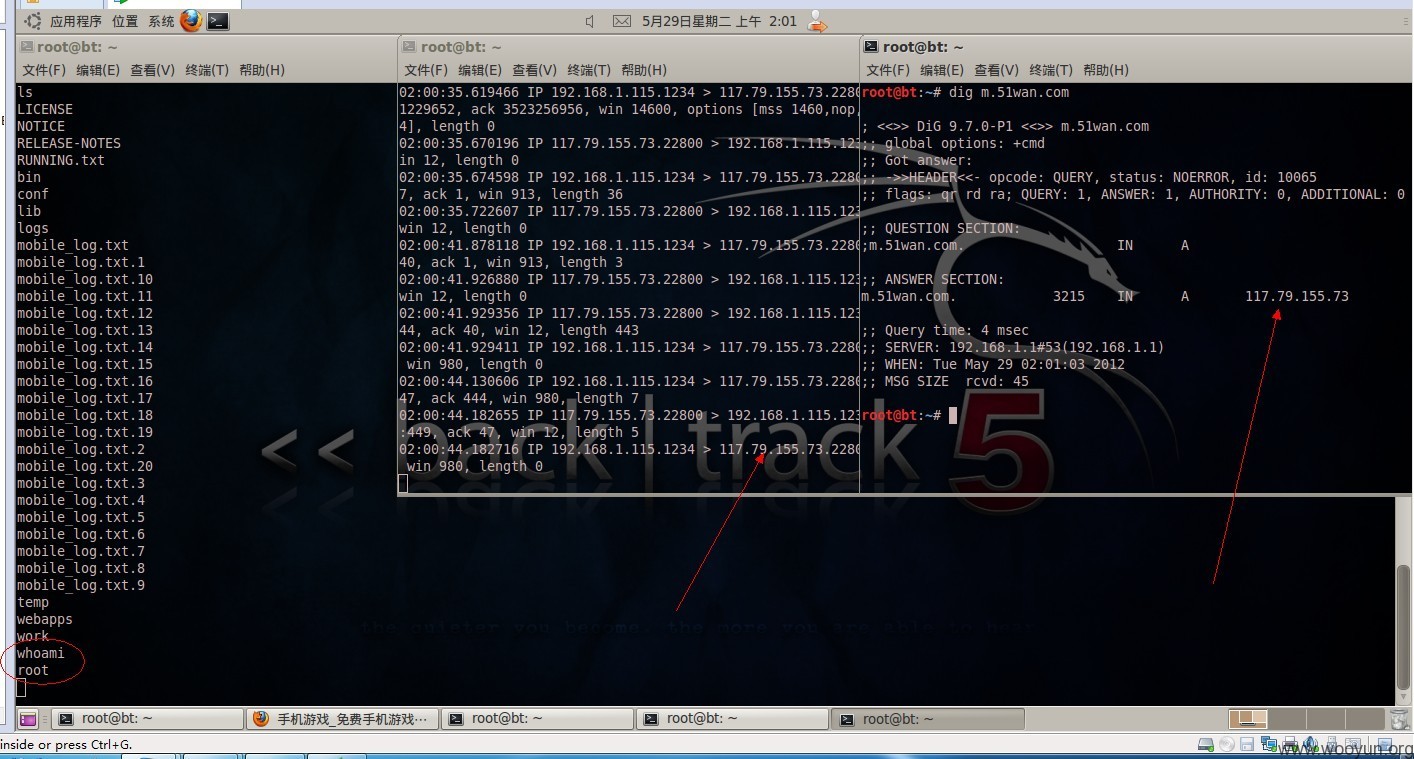 应用程序 位置 系统 5月29日星期二 上午 2:01
root@bt: ~
文件(F) 编辑(E) 查看(V) 终端(T) 帮助(H)
ls
LICENSE
NOTICE
RELEASE-NOTES
RUNNING.txt
bin
conf
lib
logs
mobile_log.txt
mobile_log.txt.1
mobile_log.txt.10
mobile_log.txt.11
mobile_log.txt.12
mobile_log.txt.13
mobile_log.txt.14
mobile_log.txt.15
mobile_log.txt.16
mobile_log.txt.17
mobile_log.txt.18
mobile_log.txt.19
mobile_log.txt.2
mobile_log.txt.20
mobile_log.txt.3
mobile_log.txt.4
mobile_log.txt.5
mobile_log.txt.6
mobile_log.txt.7
mobile_log.txt.8
mobile_log.txt.9
temp
webapps
work
whoami
root
root@bt: ~
文件(F) 编辑(E) 查看(V) 终端(T) 帮助(H)
02:00:35.619466 IP 192.168.1.115.1234 > 117.79.155.73.2280
1229652, ack 3523256956, win 14600, options [mss 1460,nop,
4], length 0
02:00:35.670196 IP 117.79.155.73.22800 > 192.168.1.115.123
in 12, length 0
02:00:35.674598 IP 192.168.1.115.1234 > 117.79.155.73.2280
7, ack 1, win 913, length 36
02:00:35.722607 IP 117.79.155.73.22800 > 192.168.1.115.123
win 12, length 0
02:00:41.878118 IP 192.168.1.115.1234 > 117.79.155.73.2280
40, ack 1, win 913, length 3
02:00:41.926880 IP 117.79.155.73.22800 > 192.168.1.115.123
win 12, length 0
02:00:41.929356 IP 117.79.155.73.22800 > 192.168.1.115.123
44, ack 40, win 12, length 443
02:00:41.929411 IP 192.168.1.115.1234 > 117.79.155.73.2280
win 980, length 0
02:00:44.130606 IP 192.168.1.115.1234 > 117.79.155.73.2280
47, ack 444, win 980, length 7
02:00:44.182655 IP 117.79.155.73.22800 > 192.168.1.115.123
:449, ack 47, win 12, length 5
02:00:44.182716 IP 192.168.1.115.1234 > 117.79.155.73.2280
win 980, length 0
root@bt: ~
文件(F) 编辑(E) 查看(V) 终端(T) 帮助(H)
root@bt:~# dig m.51wan.com
; <<>> DiG 9.7.0-P1 <<>> m.51wan.com
;; global options: +cmd
;; Got answer:
;; ->>HEADER<<- opcode: QUERY, status: NOERROR, id: 10065
;; flags: qr rd ra; QUERY: 1, ANSWER: 1, AUTHORITY: 0, ADDITIONAL: 0
;; QUESTION SECTION:
;m.51wan.com. IN A
;; ANSWER SECTION:
m.51wan.com. 3215 IN A 117.79.155.73
;; Query time: 4 msec
;; SERVER: 192.168.1.1#53(192.168.1.1)
;; WHEN: Tue May 29 02:01:03 2012
;; MSG SIZE rcvd: 45
root@bt:~#
<< back | track 5
the quieter you become, the more you are able to hear
root@bt: ~ 手机游戏_免费手机游戏… root@bt: ~ root@bt: ~ root@bt: ~
inside or press Ctrl+G.
www.wooyun.org